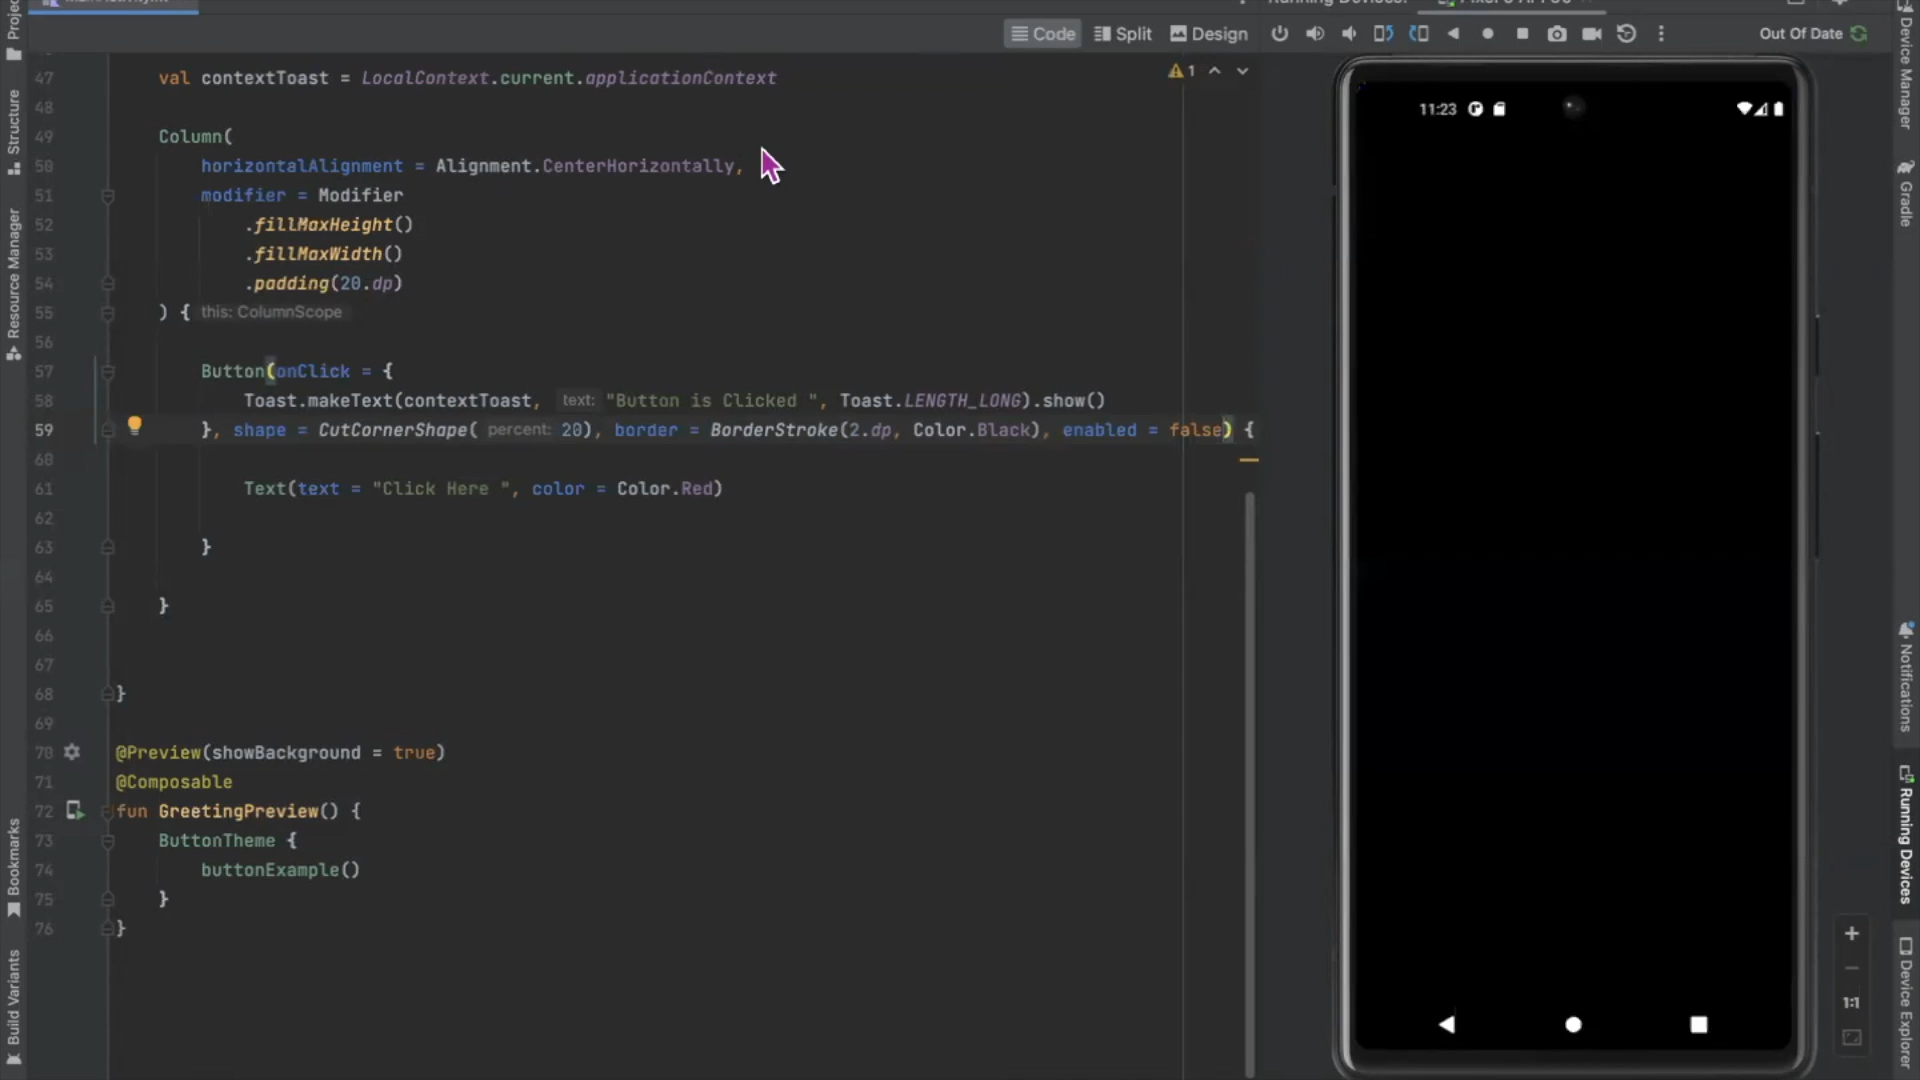 Code
Split
Design
Out Of Date
47 val contextToast = LocalContext.current.applicationContext
1
48
49 Column(
50 horizontalAlignment = Alignment.CenterHorizontally,
51 modifier = Modifier
52 .fillMaxHeight()
53 .fillMaxWidth()
54 .padding(20.dp)
55 ) { this: ColumnScope
56
57 Button(onClick = {
58 Toast.makeText(contextToast, text: "Button is Clicked ", Toast.LENGTH_LONG).show()
59 }, shape = CutCornerShape( percent: 20), border = BorderStroke(2.dp, Color.Black), enabled = false) {
60
61 Text(text = "Click Here ", color = Color.Red)
62
63 }
64
65 }
66
67
68 }
69
70 @Preview(showBackground = true)
71 @Composable
72 fun GreetingPreview() {
73 ButtonTheme {
74 buttonExample()
75 }
76 }
11:23
1:1
Structure
Resource Manager
Bookmarks
Build Variants
Device Manager
Gradle
Notifications
Running Devices
Device Explorer